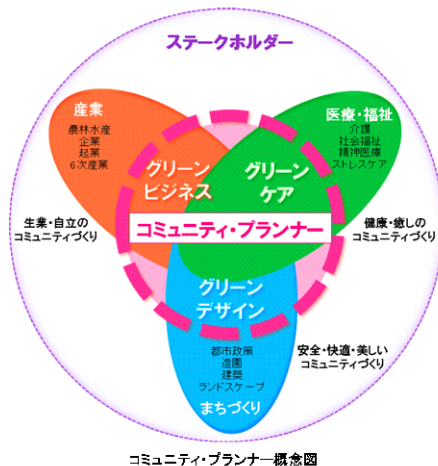 ステークホルダー
産業
農林水産
企業
起業
6次産業
医療・福祉
介護
社会福祉
精神医療
ストレスケア
グリーン
ビジネス
グリーン
ケア
生業・自立の
コミュニティづくり
コミュニティ・プランナー
健康・癒しの
コミュニティづくり
グリーン
デザイン
都市政策
造園
建築
ランドスケープ
まちづくり
安全・快適・美しい
コミュニティづくり
コミュニティ・プランナー概念図